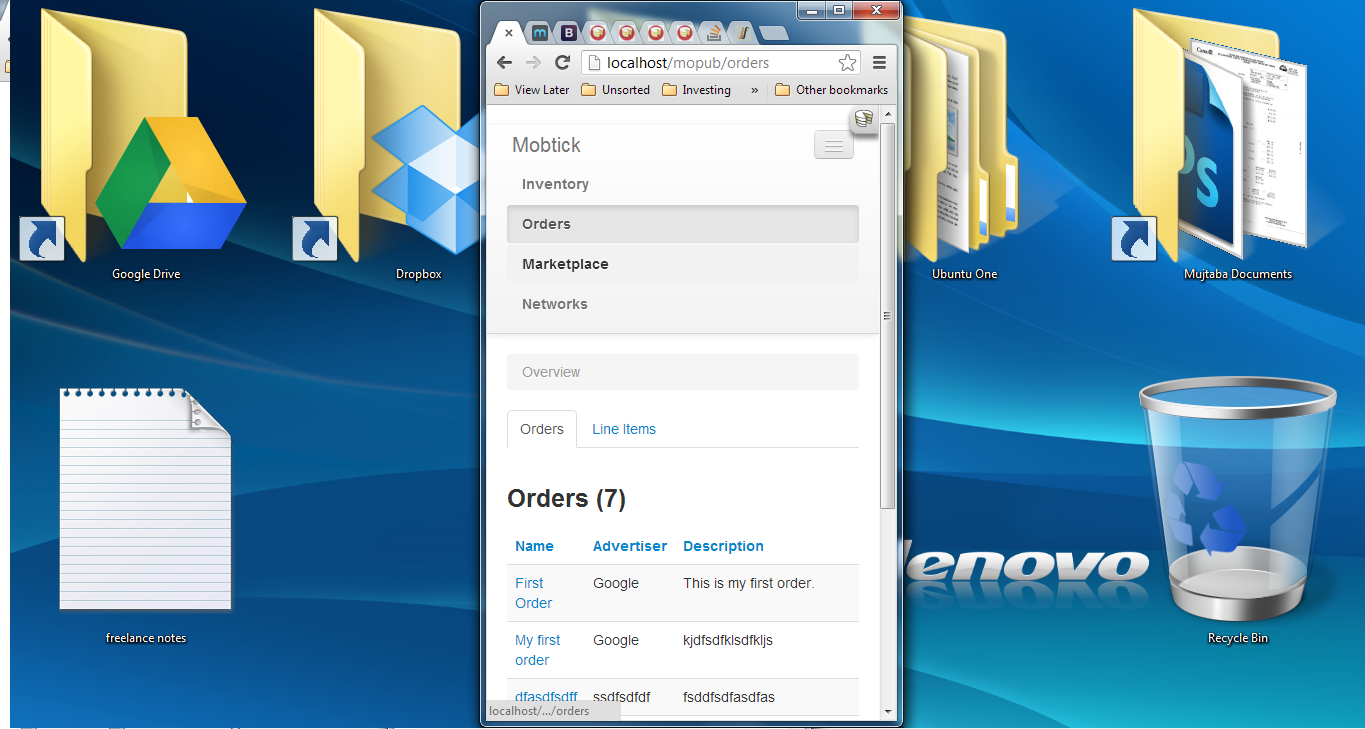 localhost/mopub/orders
View Later
Unsorted
Investing
»
Other bookmarks
Mobtick
Inventory
Orders
Marketplace
Networks
Overview
Orders
Line Items
Orders (7)
Name Advertiser Description
First Order Google This is my first order.
My first order Google kjdfsdfklsdfkljs
dfasdfsdff ssdfsdfdf fsddfsdfasdfas
localhost/.../orders
Google Drive
Dropbox
Ubuntu One
Mujtaba Documents
freelance notes
lenovo
Recycle Bin